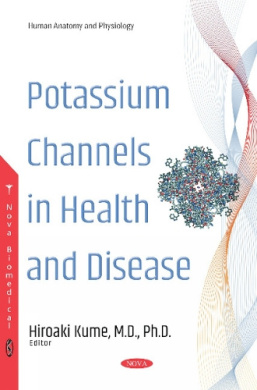 Human Anatomy and Physiology
Potassium
Channels
in Health
and Disease
Nova Biomedical
Hiroaki Kume, M.D., Ph.D.
Editor
NOVA